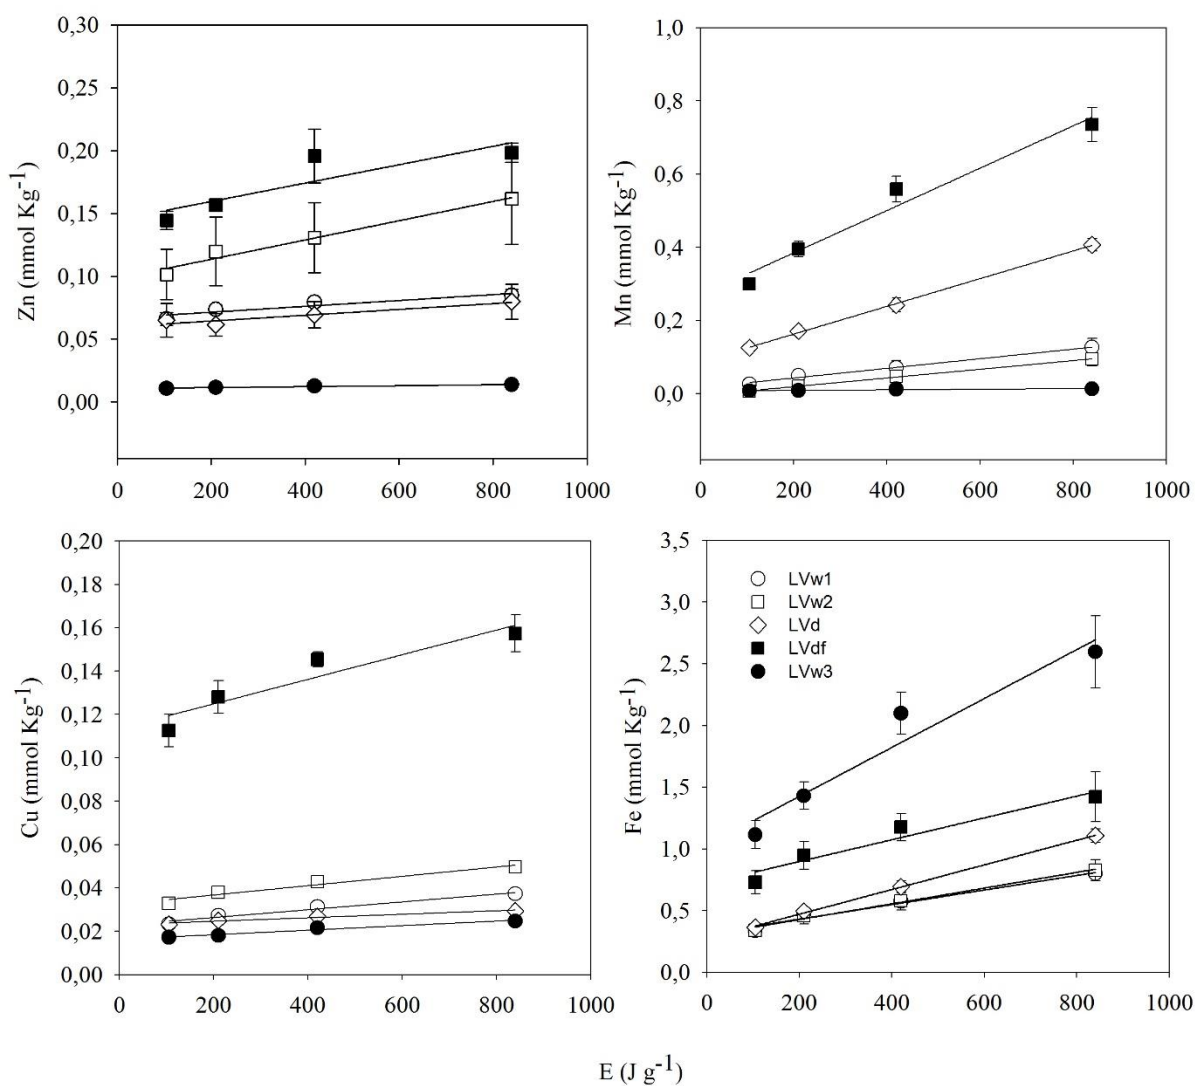 0,30
0,25
0,20
0,15
0,10
0,05
0,00
Zn (mmol Kg-1)
0 200 400 600 800 1000
1,0
0,8
0,6
0,4
0,2
0,0
Mn (mmol Kg-1)
0 200 400 600 800 1000
0,20
0,18
0,16
0,14
0,12
0,10
0,08
0,06
0,04
0,02
0,00
Cu (mmol Kg-1)
0 200 400 600 800 1000
3,5
3,0
2,5
2,0
1,5
1,0
0,5
0,0
Fe (mmol Kg-1)
LVw1
LVw2
LVd
LVdf
LVw3
0 200 400 600 800 1000
E (J g-1)